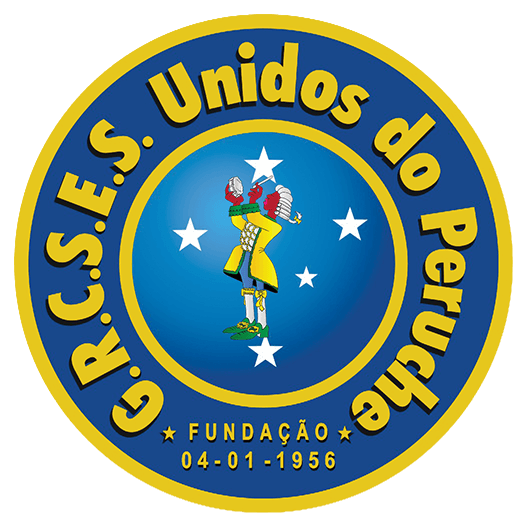 G.R.C.S.E.S. Unidos do Peruche
FUNDAÇÃO
04-01-1956